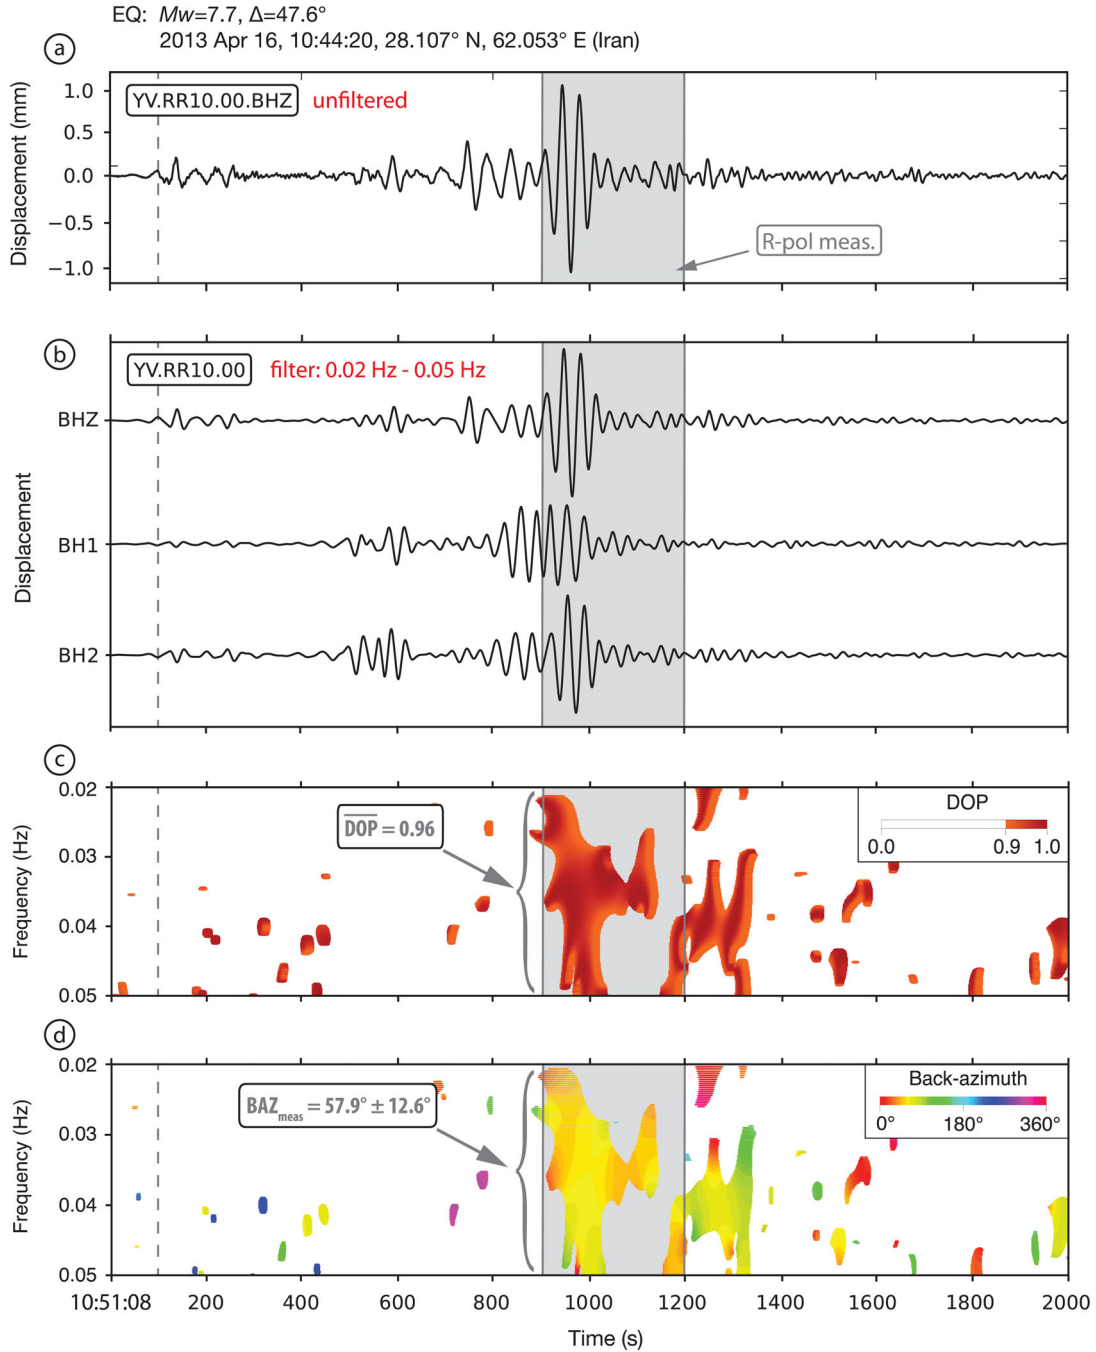 EQ: Mw=7.7, Δ=47.6°
2013 Apr 16, 10:44:20, 28.107° N, 62.053° E (Iran)
a
YV.RR10.00.BHZ unfiltered
Displacement (mm)
1.0
0.5
0.0
−0.5
−1.0
R-pol meas.
b
YV.RR10.00 filter: 0.02 Hz - 0.05 Hz
Displacement
BHZ
BH1
BH2
c
Frequency (Hz)
0.02
0.03
0.04
0.05
DOP = 0.96
DOP
0.0 0.9 1.0
d
Frequency (Hz)
0.02
0.03
0.04
0.05
BAZmeas = 57.9° ± 12.6°
Back-azimuth
0° 180° 360°
10:51:08 200 400 600 800 1000 1200 1400 1600 1800 2000
Time (s)